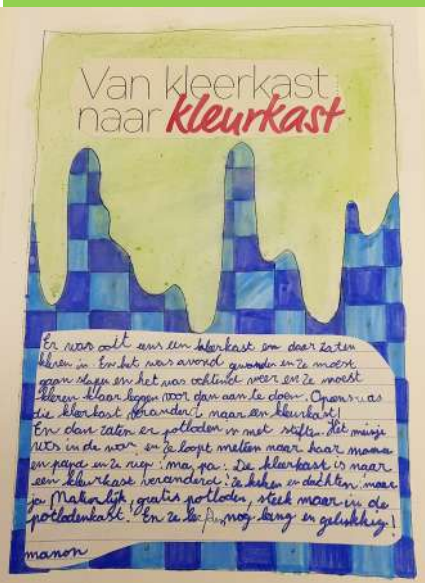 Van kleerkast
naar kleurkast
Er was ooit eens een kleerkast en daar zaten
kleren in. En het was avond geworden en ze moest
gaan slapen en het was ochtend weer en ze moest
kleren klaar leggen voor dan aan te doen. Opens was
die kleerkast veranderd naar een kleurkast!
En dan zaten er potloden in met stiften. Het meisje
was in de war en ze loopt meteen naar haar mama
en papa en ze riep: ma, pa: De kleerkast is naar
een kleurkast veranderd! Ze keken en dachten: maar
ja Makerlijk, gratis potloden, steek maar in de
potlodenkast. En ze nog lang en gelukkig!
manon